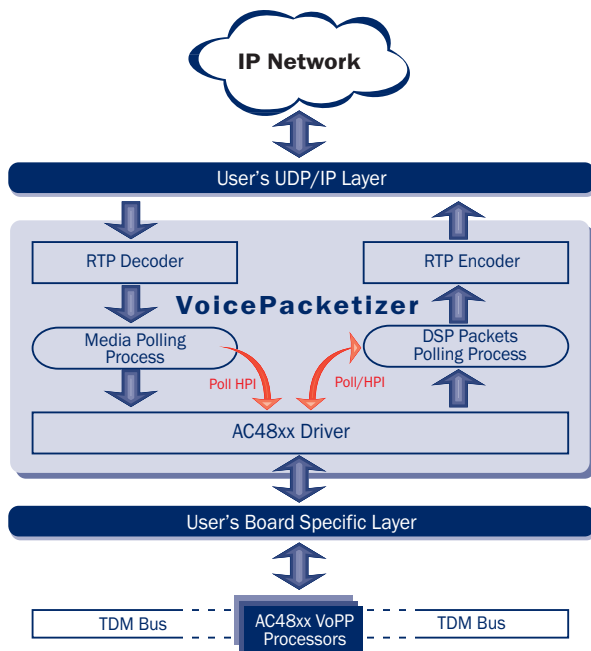 IP Network
User's UDP/IP Layer
RTP Decoder
RTP Encoder
VoicePacketizer
Media Polling
Process
DSP Packets
Polling Process
Poll HPI
Poll/HPI
AC48xx Driver
User's Board Specific Layer
TDM Bus
AC48xx VoPP
Processors
TDM Bus